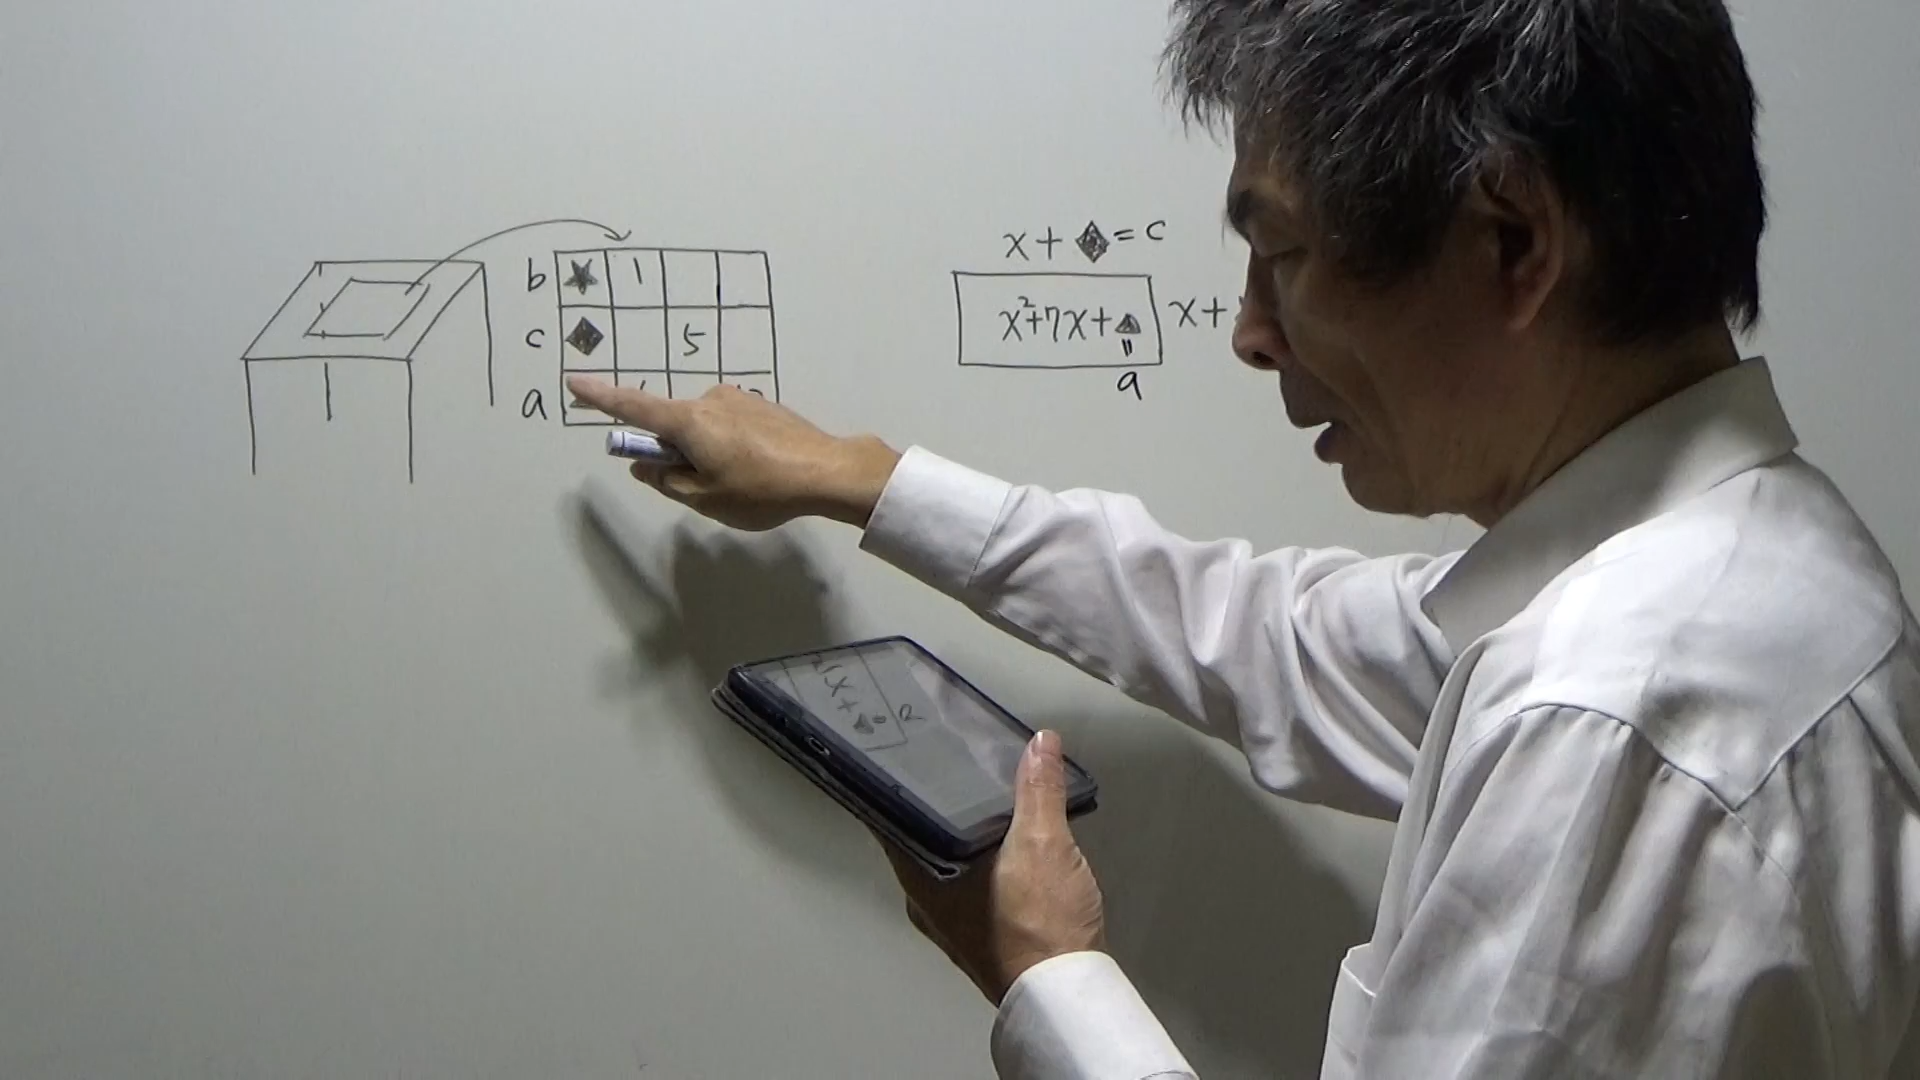 b ★ 1
c ◆ 5
a
x + ◆ = c
x²+7x+▲ x+
॥
a
x+▲
a